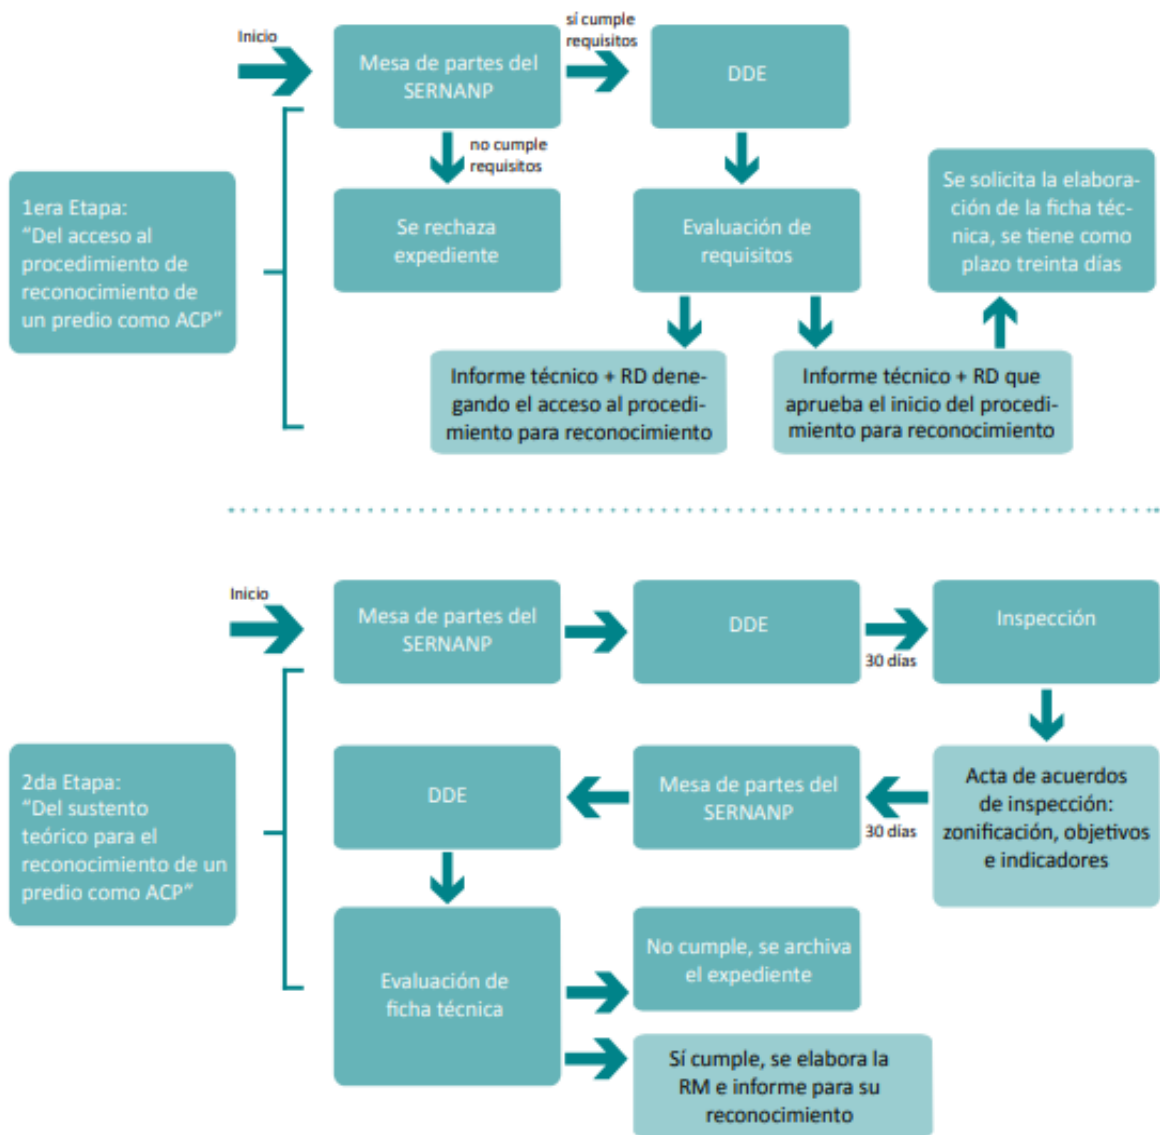 Inicio
sí cumple
requisitos
Mesa de partes del
SERNANP
DDE
no cumple
requisitos
1era Etapa:
"Del acceso al
procedimiento de
reconocimiento de
un predio como ACP"
Se rechaza
expediente
Evaluación de
requisitos
Se solicita la elabora-
ción de la ficha téc-
nica, se tiene como
plazo treinta días
Informe técnico + RD dene-
gando el acceso al procedi-
miento para reconocimiento
Informe técnico + RD que
aprueba el inicio del procedi-
miento para reconocimiento
Inicio
Mesa de partes del
SERNANP
DDE
30 días
Inspección
2da Etapa:
"Del sustento
teórico para el
reconocimiento de un
predio como ACP"
DDE
Mesa de partes del
SERNANP
30 días
Acta de acuerdos
de inspección:
zonificación, objetivos
e indicadores
Evaluación de
ficha técnica
No cumple, se archiva
el expediente
Sí cumple, se elabora la
RM e informe para su
reconocimiento